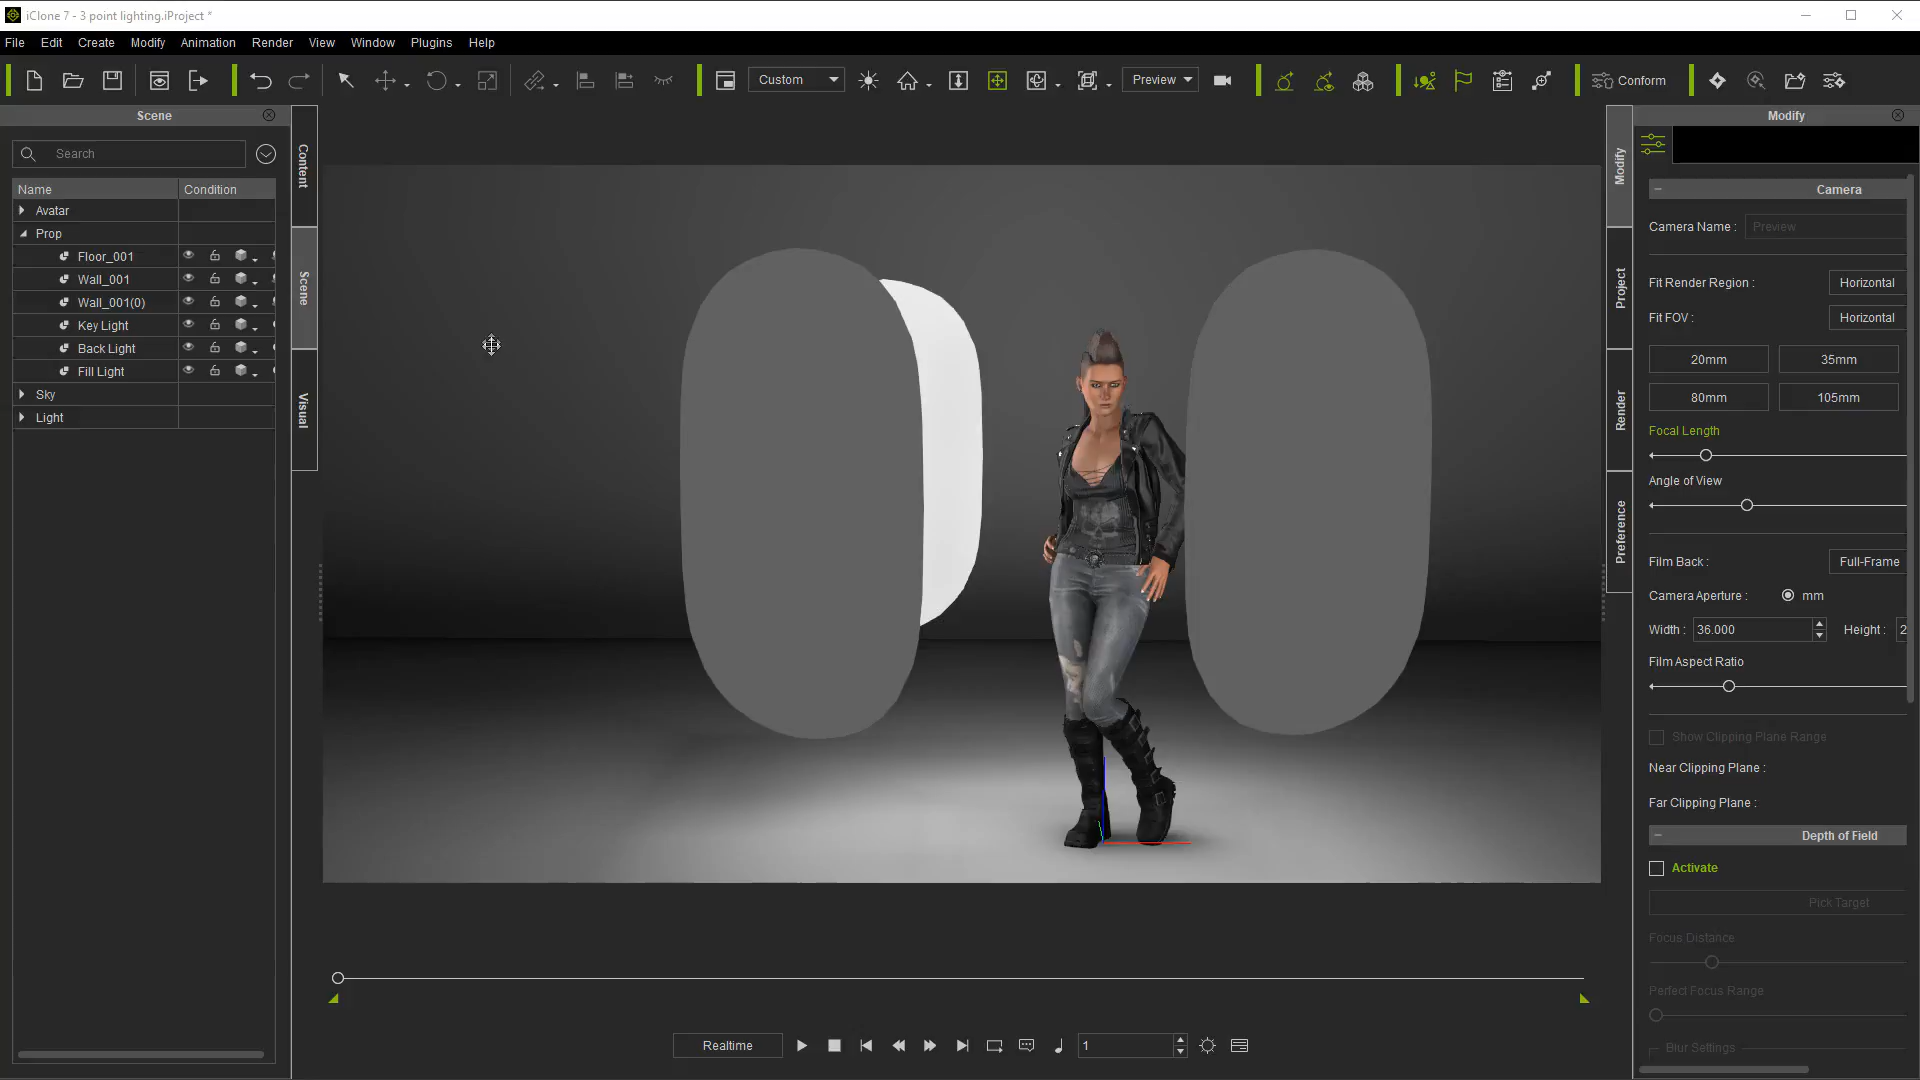 iClone 7 - 3 point lighting.iProject *
File Edit Create Modify Animation Render View Window Plugins Help
Custom Preview Conform
Scene
Search
Name Condition
Avatar
Prop
Floor_001
Wall_001
Wall_001(0)
Key Light
Back Light
Fill Light
Sky
Light
Content
Scene
Visual
Modify
Project
Render
Preference
Modify
Camera
Camera Name : Preview
Fit Render Region : Horizontal
Fit FOV : Horizontal
20mm 35mm
80mm 105mm
Focal Length
Angle of View
Film Back : Full-Frame
Camera Aperture : mm
Width : 36.000 Height : 2
Film Aspect Ratio
Show Clipping Plane Range
Near Clipping Plane :
Far Clipping Plane :
Depth of Field
Activate
Pick Target
Focus Distance
Perfect Focus Range
Blur Settings
Realtime 1